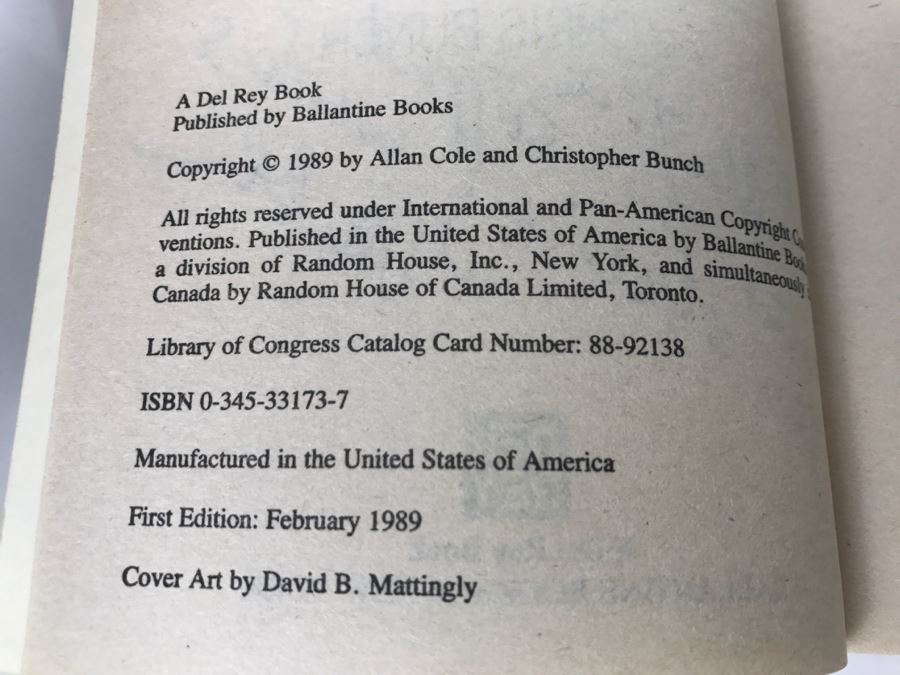 A Del Rey Book
Published by Ballantine Books
Copyright © 1989 by Allan Cole and Christopher Bunch
All rights reserved under International and Pan-American Copyright
ventions. Published in the United States of America by Ballantine
a division of Random House, Inc., New York, and simultaneously
Canada by Random House of Canada Limited, Toronto.
Library of Congress Catalog Card Number: 88-92138
ISBN 0-345-33173-7
Manufactured in the United States of America
First Edition: February 1989
Cover Art by David B. Mattingly